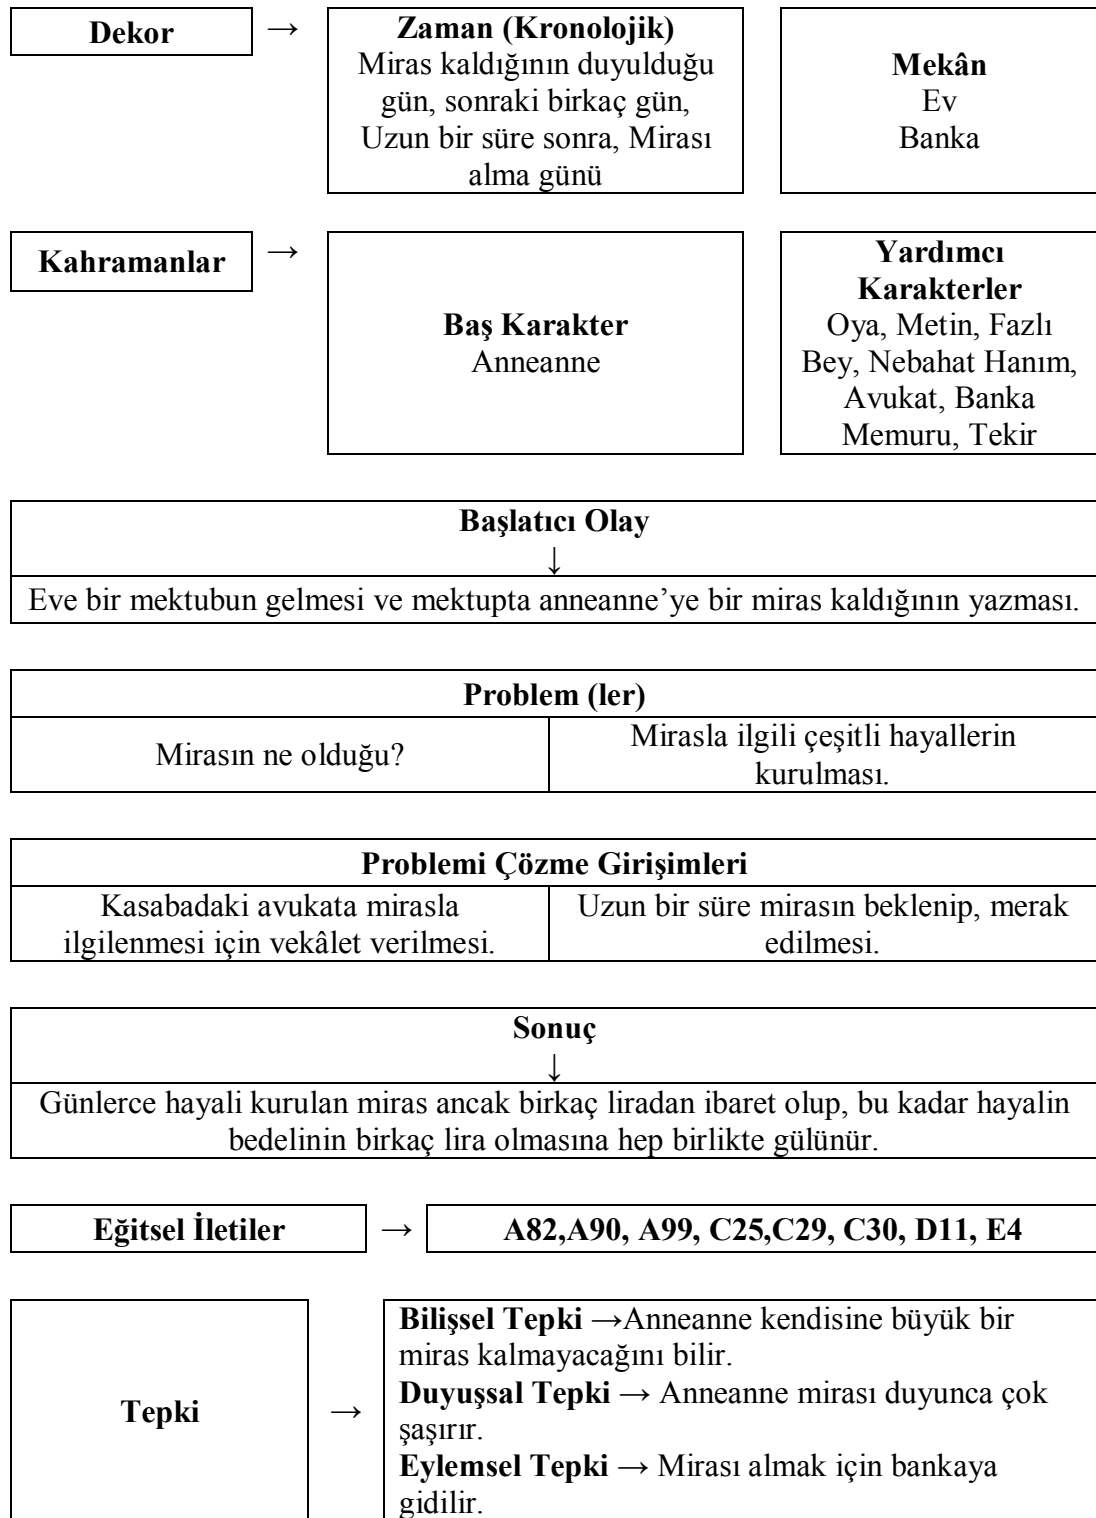 Dekor
→
Zaman (Kronolojik)
Miras kaldığının duyulduğu
gün, sonraki birkaç gün,
Uzun bir süre sonra, Mirası
alma günü
Mekân
Ev
Banka
Kahramanlar
→
Baş Karakter
Anneanne
Yardımcı
Karakterler
Oya, Metin, Fazlı
Bey, Nebahat Hanım,
Avukat, Banka
Memuru, Tekir
Başlatıcı Olay
↓
Eve bir mektubun gelmesi ve mektupta anneanne’ye bir miras kaldığının yazması.
Problem (ler)
Mirasın ne olduğu?
Mirasla ilgili çeşitli hayallerin
kurulması.
Problemi Çözme Girişimleri
Kasabadaki avukata mirasla
ilgilenmesi için vekâlet verilmesi.
Uzun bir süre mirasın beklenip, merak
edilmesi.
Sonuç
↓
Günlerce hayali kurulan miras ancak birkaç liradan ibaret olup, bu kadar hayalin
bedelinin birkaç lira olmasına hep birlikte gülünür.
Eğitsel İletiler
→
A82,A90, A99, C25,C29, C30, D11, E4
Tepki
→
Bilişsel Tepki →Anneanne kendisine büyük bir
miras kalmayacağını bilir.
Duyuşsal Tepki → Anneanne mirası duyunca çok
şaşırır.
Eylemsel Tepki → Mirası almak için bankaya
gidilir.